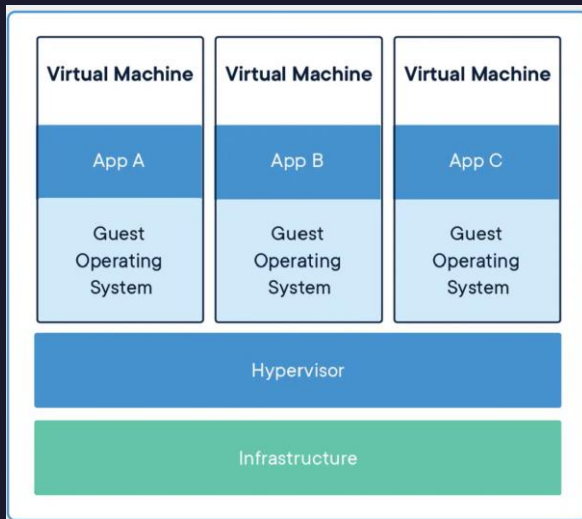 Virtual Machine
App A
Guest
Operating
System
Virtual Machine
App B
Guest
Operating
System
Virtual Machine
App C
Guest
Operating
System
Hypervisor
Infrastructure